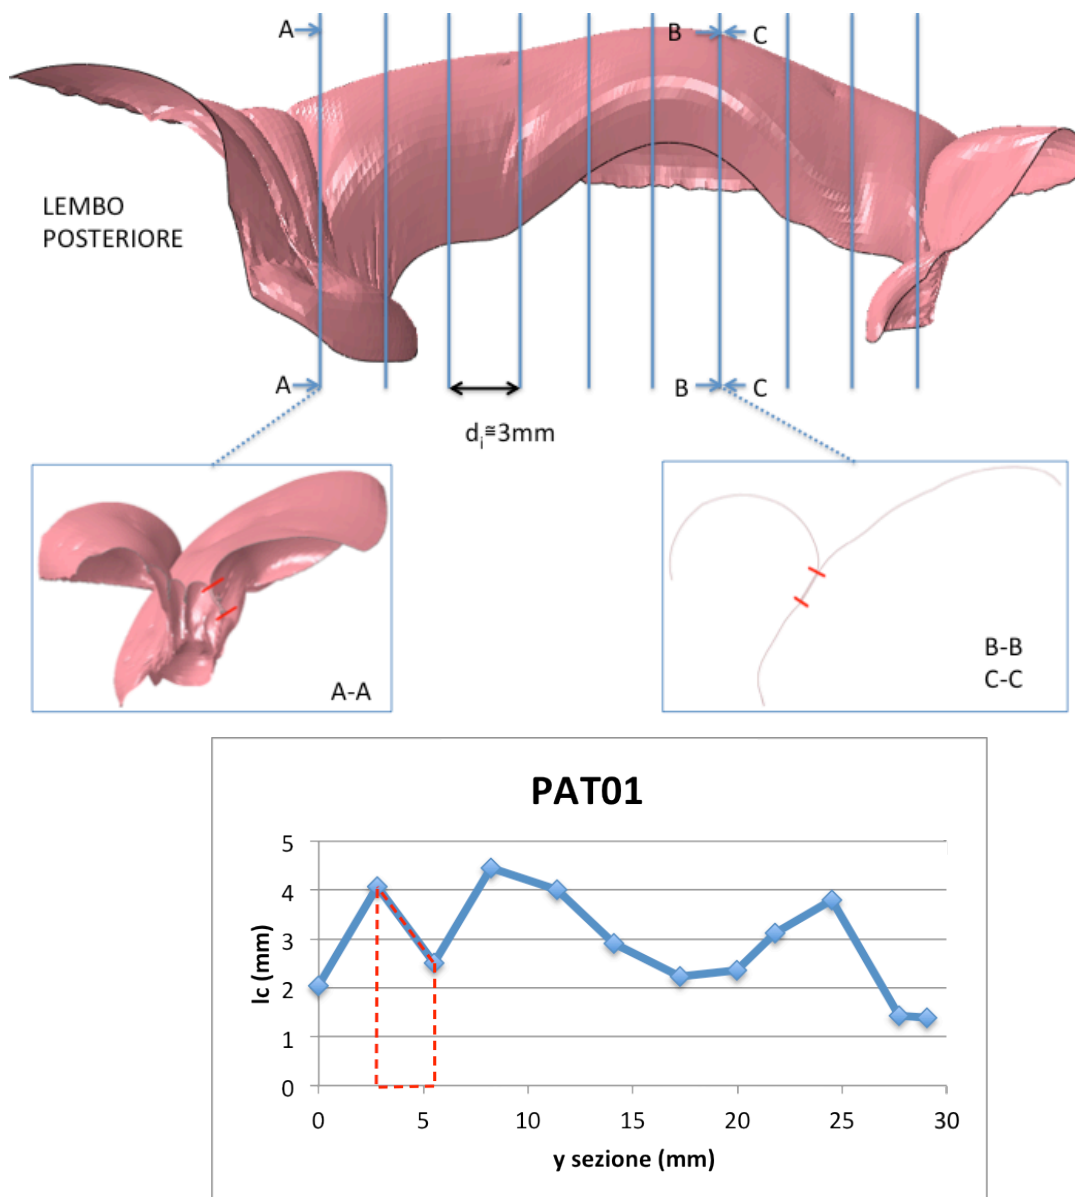 A
B
C
LEMBO
POSTERIORE
A
B
C
dᵢ≅3mm
A-A
B-B
C-C
PAT01
5
4
3
2
1
0
lc (mm)
0 5 10 15 20 25 30
y sezione (mm)